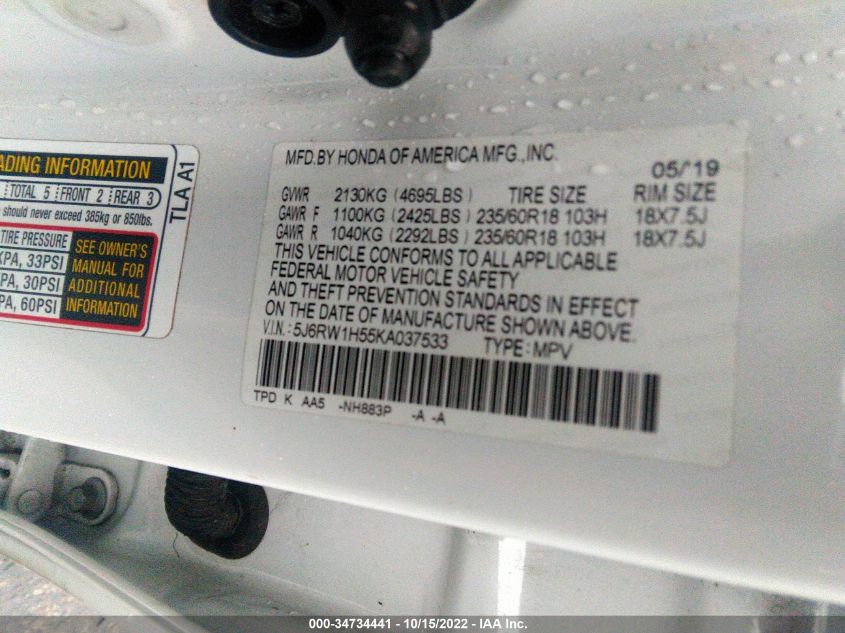 ADING INFORMATION
TOTAL 5 FRONT 2 REAR 3
should never exceed 385kg or 850lbs.
TIRE PRESSURE
KPA, 33PSI
PA, 30PSI
PA, 60PSI
SEE OWNER'S
MANUAL FOR
ADDITIONAL
INFORMATION
TLA A1
MFD.BY HONDA OF AMERICA MFG.,INC.
05/'19
GVWR 2130KG (4695LBS) TIRE SIZE RIM SIZE
GAWR F 1100KG (2425LBS) 235/60R18 103H 18X7.5J
GAWR R 1040KG (2292LBS) 235/60R18 103H 18X7.5J
THIS VEHICLE CONFORMS TO ALL APPLICABLE
FEDERAL MOTOR VEHICLE SAFETY
AND THEFT PREVENTION STANDARDS IN EFFECT
ON THE DATE OF MANUFACTURE SHOWN ABOVE.
V.I.N.: 5J6RW1H55KA037533 TYPE: MPV
TPD K AA5 -NH883P -A -A
000-34734441 - 10/15/2022 - IAA Inc.